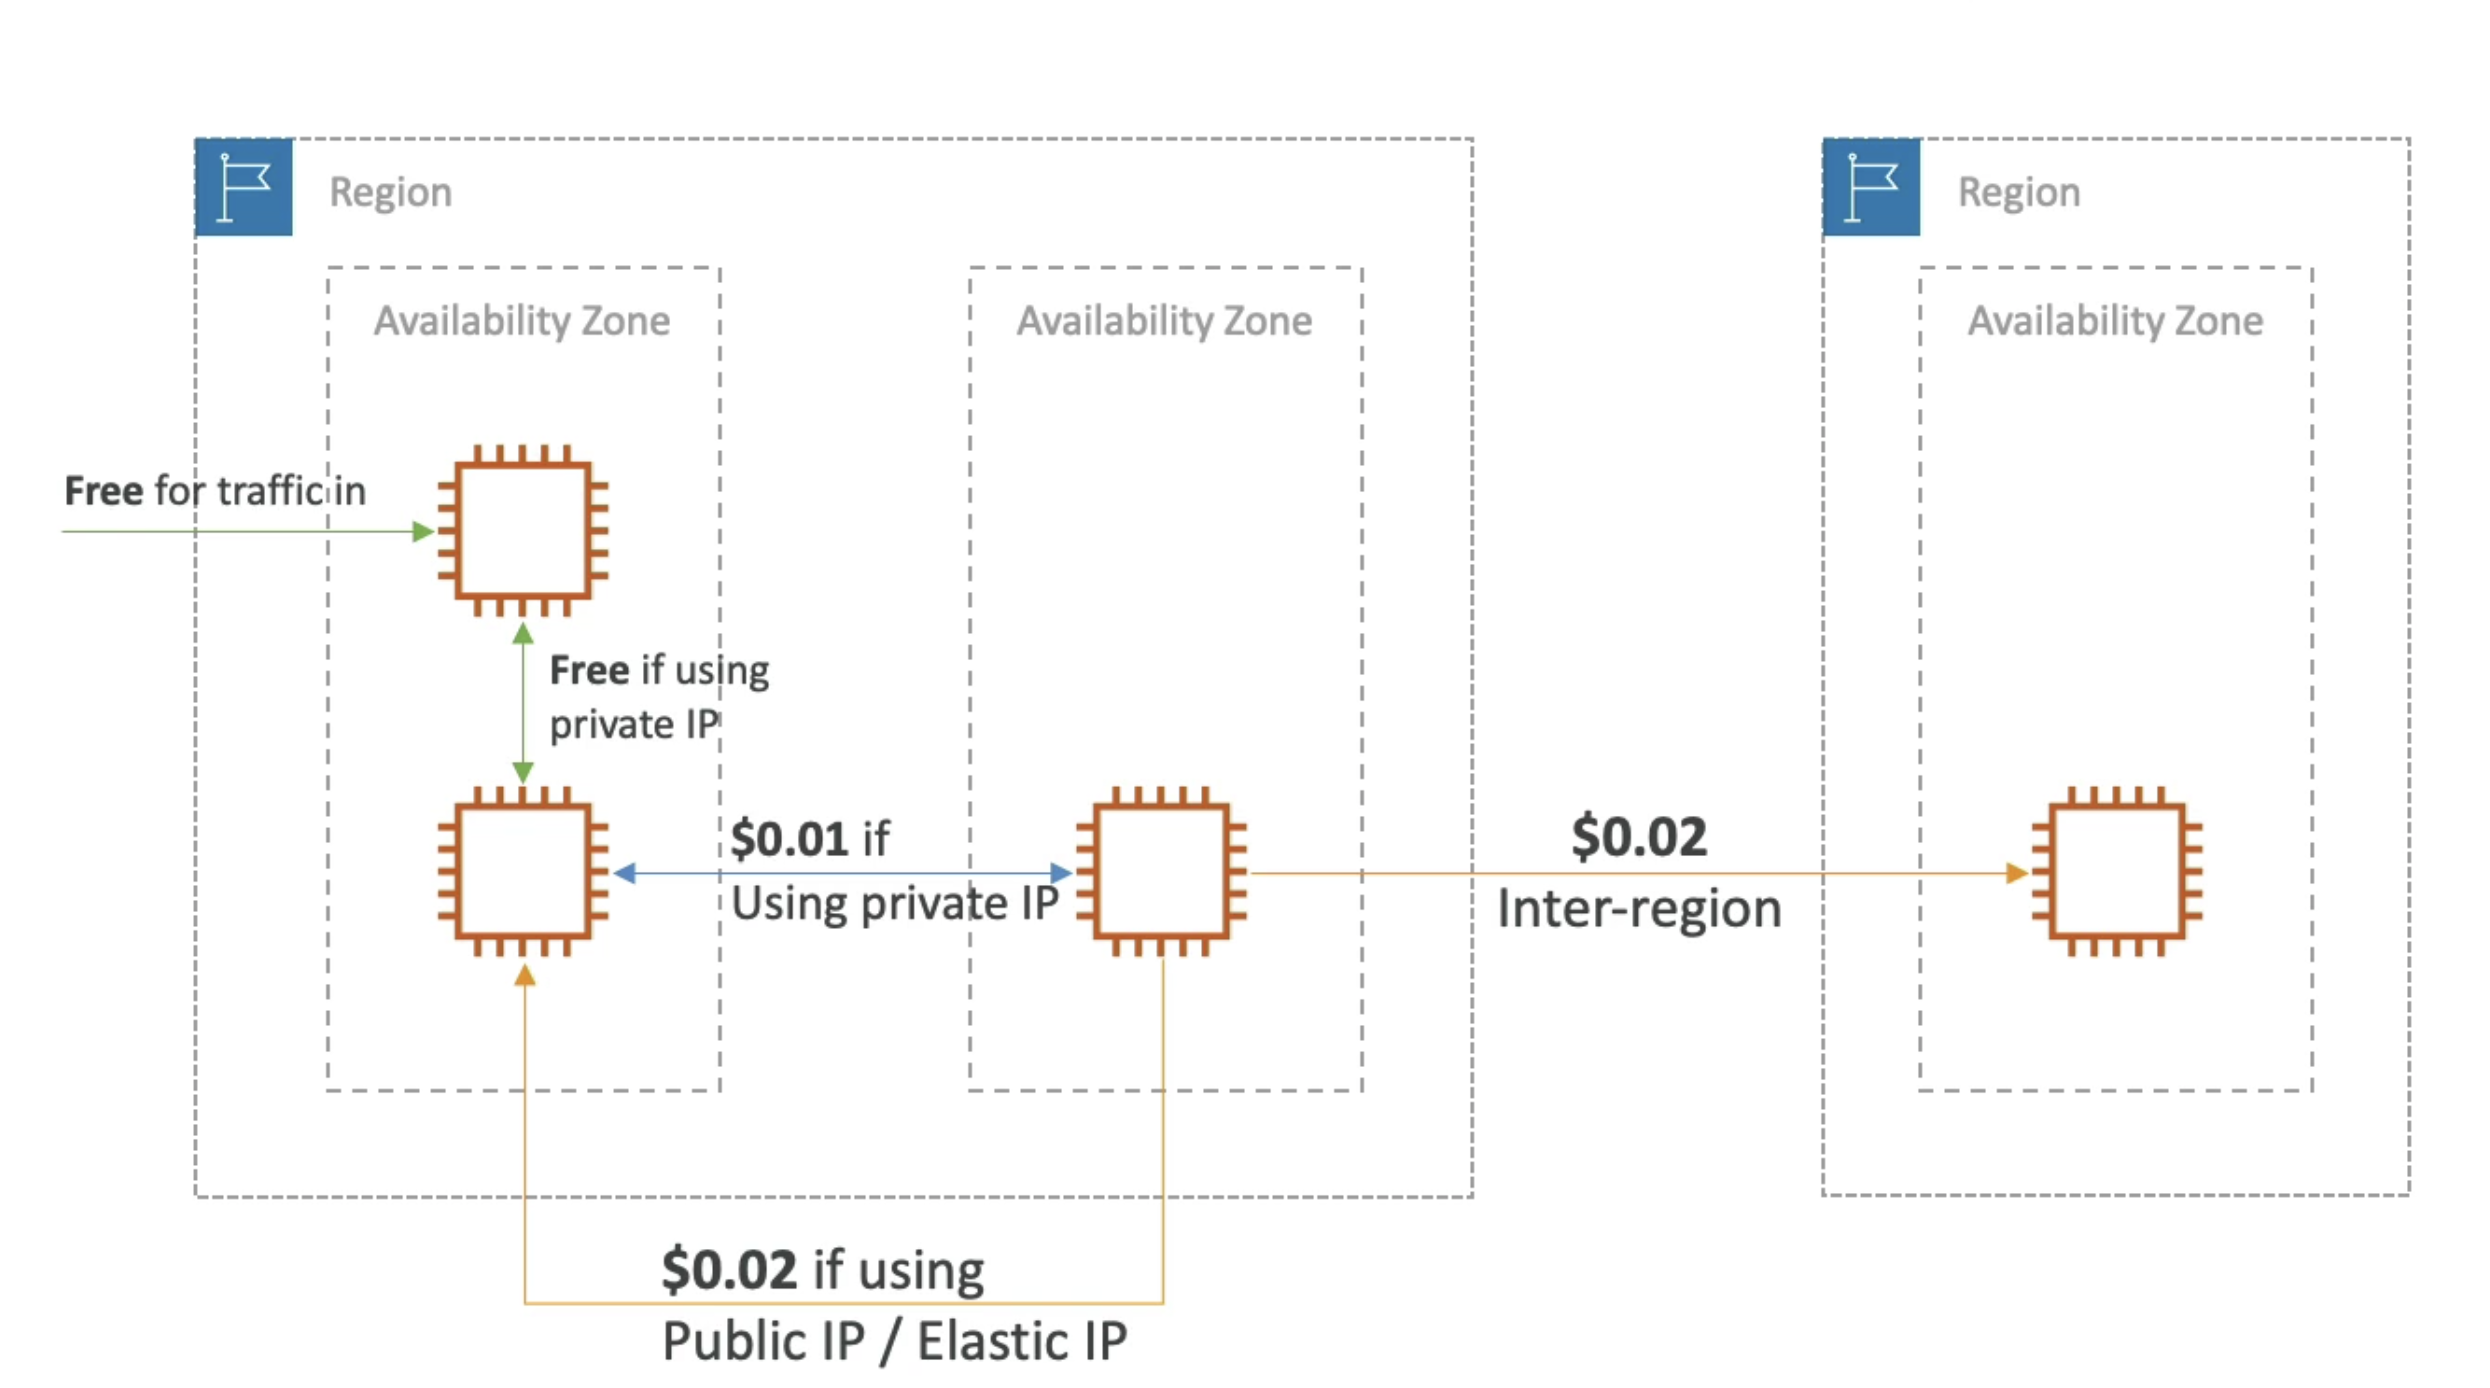 Region
Region
Availability Zone
Availability Zone
Availability Zone
Free for traffic in
Free if using
private IP
$0.01 if
Using private IP
$0.02
Inter-region
$0.02 if using
Public IP / Elastic IP